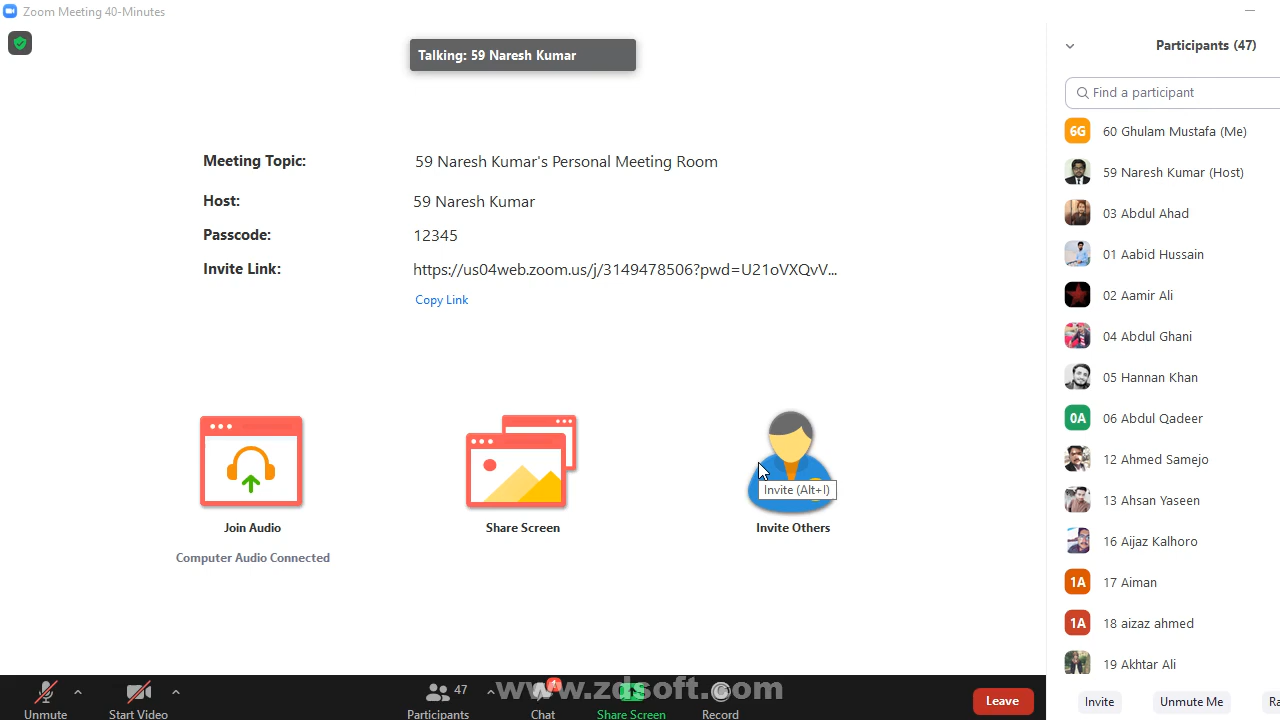 Zoom Meeting 40-Minutes
Talking: 59 Naresh Kumar
Meeting Topic: 59 Naresh Kumar's Personal Meeting Room
Host: 59 Naresh Kumar
Passcode: 12345
Invite Link: https://us04web.zoom.us/j/3149478506?pwd=U21oVXQvV...
Copy Link
Join Audio
Computer Audio Connected
Share Screen
Invite (Alt+I)
Invite Others
Participants (47)
Find a participant
6G 60 Ghulam Mustafa (Me)
59 Naresh Kumar (Host)
03 Abdul Ahad
01 Aabid Hussain
02 Aamir Ali
04 Abdul Ghani
05 Hannan Khan
0A 06 Abdul Qadeer
12 Ahmed Samejo
13 Ahsan Yaseen
16 Aijaz Kalhoro
1A 17 Aiman
1A 18 aizaz ahmed
19 Akhtar Ali
Invite
Unmute Me
Ra
Unmute
Start Video
47
Participants
Chat
Share Screen
Record
Leave
www.zdsoft.com